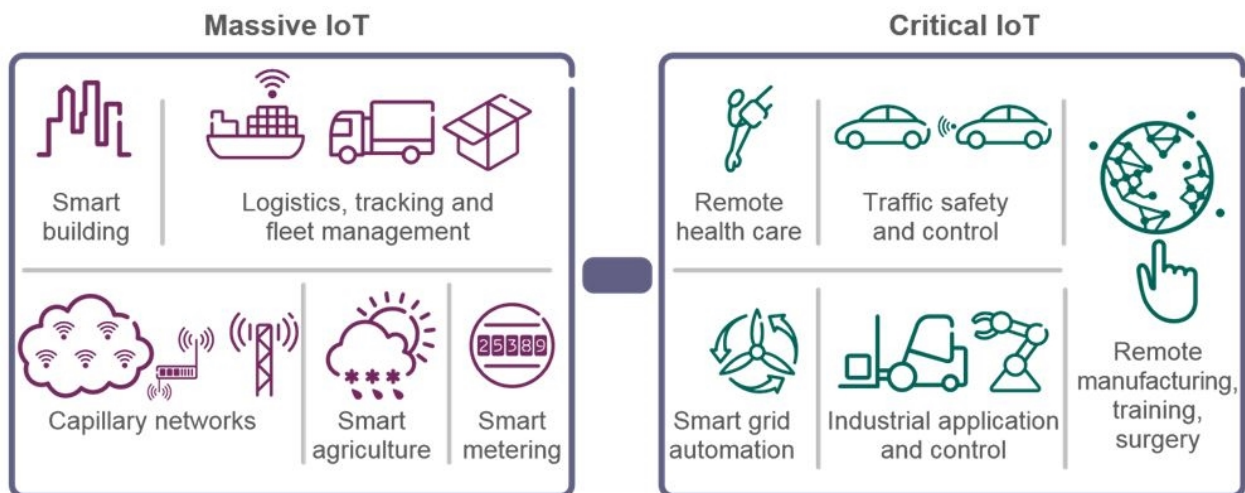 Massive IoT
Smart
building
Logistics, tracking and
fleet management
Capillary networks
Smart
agriculture
25389
Smart
metering
Critical IoT
Remote
health care
Traffic safety
and control
Smart grid
automation
Industrial application
and control
Remote
manufacturing,
training,
surgery